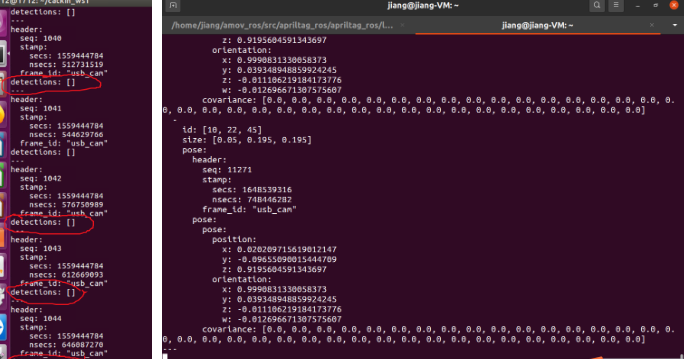 detections: []
---
header:
seq: 1040
stamp:
secs: 1559444784
nsecs: 512731519
frame_id: "usb_cam"
detections: []
---
header:
seq: 1041
stamp:
secs: 1559444784
nsecs: 544629766
frame_id: "usb_cam"
detections: []
---
header:
seq: 1042
stamp:
secs: 1559444784
nsecs: 576750989
frame_id: "usb_cam"
detections: []
---
header:
seq: 1043
stamp:
secs: 1559444784
nsecs: 612669093
frame_id: "usb_cam"
detections: []
---
header:
seq: 1044
stamp:
secs: 1559444784
nsecs: 646087270
frame_id: "usb_cam"
jiang@jiang-VM: ~
/home/jiang/amov_ros/src/apriltag_ros/apriltag_ros/l...
jiang@jiang-VM: ~
z: 0.9195604591343697
orientation:
x: 0.9990831330058373
y: 0.039348948859924245
z: -0.011106219184173776
w: -0.012696671307575607
covariance: [0.0, 0.0, 0.0, 0.0, 0.0, 0.0, 0.0, 0.0, 0.0, 0.0, 0.0, 0.0, 0.0, 0.0, 0.0, 0.0, 0.0, 0.0, 0.
0, 0.0, 0.0, 0.0, 0.0, 0.0, 0.0, 0.0, 0.0, 0.0, 0.0, 0.0, 0.0, 0.0, 0.0, 0.0, 0.0, 0.0]
-
id: [10, 22, 45]
size: [0.05, 0.195, 0.195]
pose:
header:
seq: 11271
stamp:
secs: 1648539316
nsecs: 748446282
frame_id: "usb_cam"
pose:
pose:
position:
x: 0.020209715619012147
y: -0.09655090015444709
z: 0.9195604591343697
orientation:
x: 0.9990831330058373
y: 0.039348948859924245
z: -0.011106219184173776
w: -0.012696671307575607
covariance: [0.0, 0.0, 0.0, 0.0, 0.0, 0.0, 0.0, 0.0, 0.0, 0.0, 0.0, 0.0, 0.0, 0.0, 0.0, 0.0, 0.0, 0.0, 0.
0, 0.0, 0.0, 0.0, 0.0, 0.0, 0.0, 0.0, 0.0, 0.0, 0.0, 0.0, 0.0, 0.0, 0.0, 0.0, 0.0, 0.0]
---